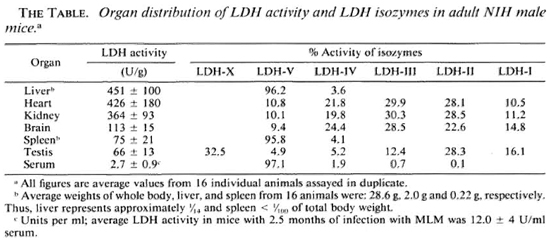 THE TABLE. Organ distribution of LDH activity and LDH isozymes in adult NIH male
mice.ᵃ
Organ LDH activity % Activity of isozymes
(U/g) LDH-X LDH-V LDH-IV LDH-III LDH-II LDH-I
Liverᵇ 451 ± 100 96.2 3.6
Heart 426 ± 180 10.8 21.8 29.9 28.1 10.5
Kidney 364 ± 93 10.1 19.8 30.3 28.5 11.2
Brain 113 ± 15 9.4 24.4 28.5 22.6 14.8
Spleenᵇ 75 ± 21 95.8 4.1
Testis 66 ± 13 32.5 4.9 5.2 12.4 28.3 16.1
Serum 2.7 ± 0.9ᶜ 97.1 1.9 0.7 0.1
ᵃ All figures are average values from 16 individual animals assayed in duplicate.
ᵇ Average weights of whole body, liver, and spleen from 16 animals were: 28.6 g, 2.0 g and 0.22 g, respectively.
Thus, liver represents approximately 1/14 and spleen < 1/100 of total body weight.
ᶜ Units per ml; average LDH activity in mice with 2.5 months of infection with MLM was 12.0 ± 4 U/ml
serum.